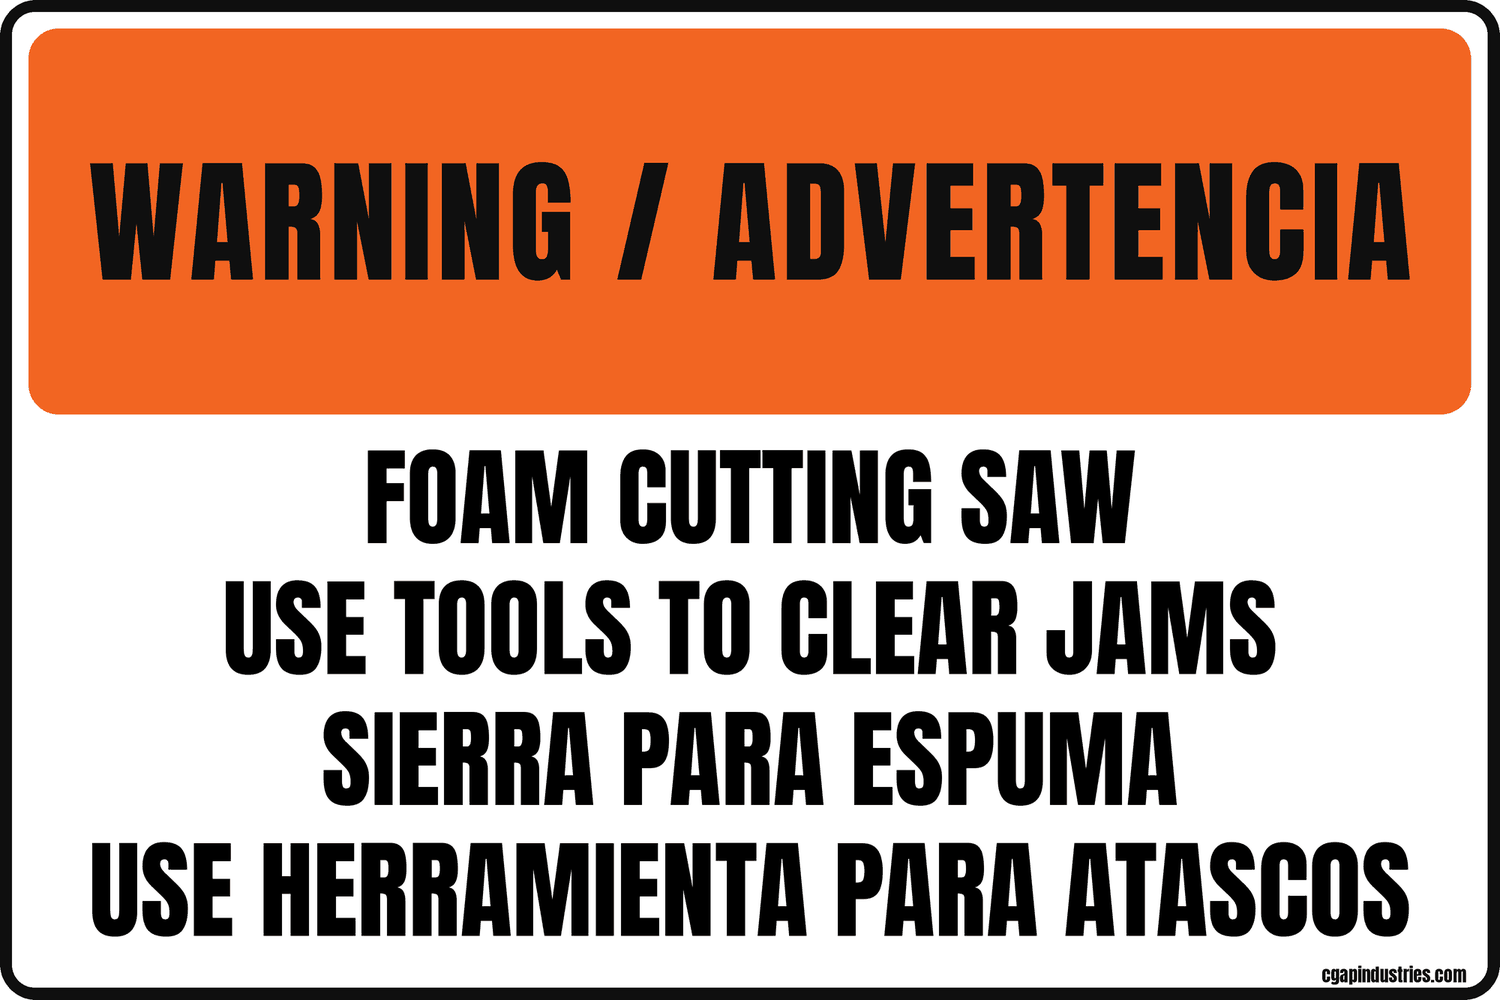 WARNING / ADVERTENCIA
FOAM CUTTING SAW
USE TOOLS TO CLEAR JAMS
SIERRA PARA ESPUMA
USE HERRAMIENTA PARA ATASCOS
cgapindustries.com